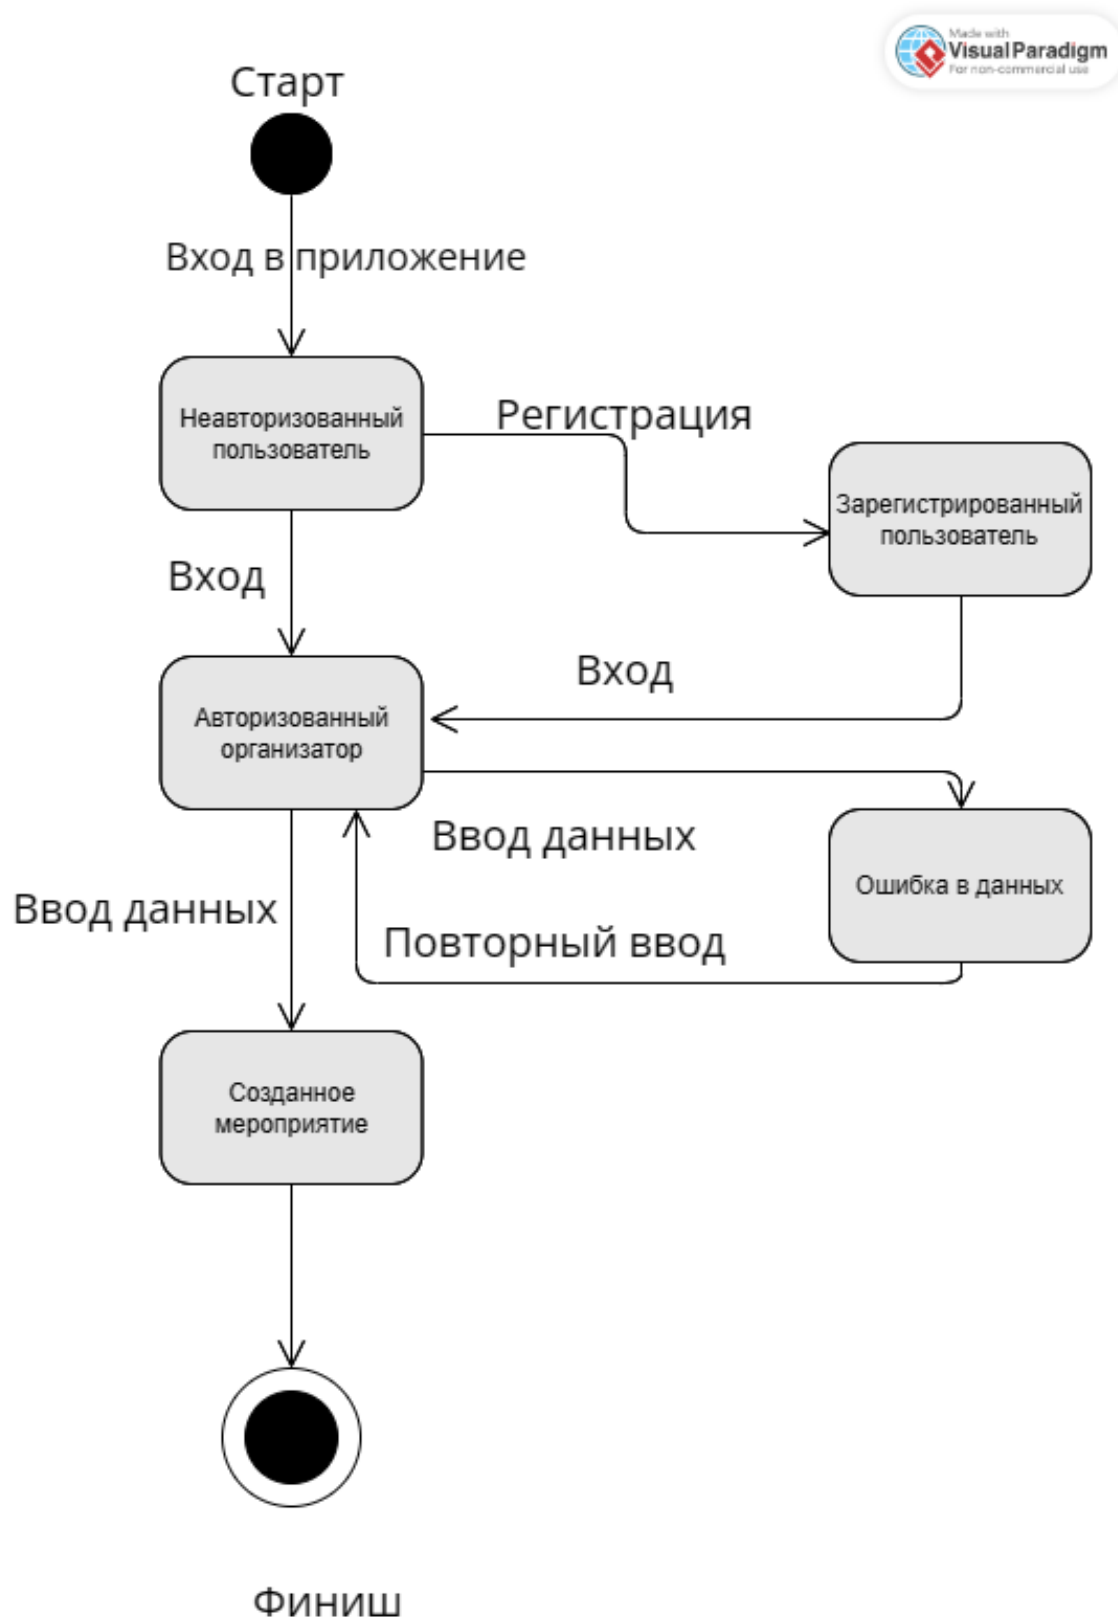 Made with
Visual Paradigm
For non-commercial use
Старт
Вход в приложение
Неавторизованный
пользователь
Регистрация
Зарегистрированный
пользователь
Вход
Вход
Авторизованный
организатор
Ввод данных
Ошибка в данных
Ввод данных
Повторный ввод
Созданное
мероприятие
Финиш